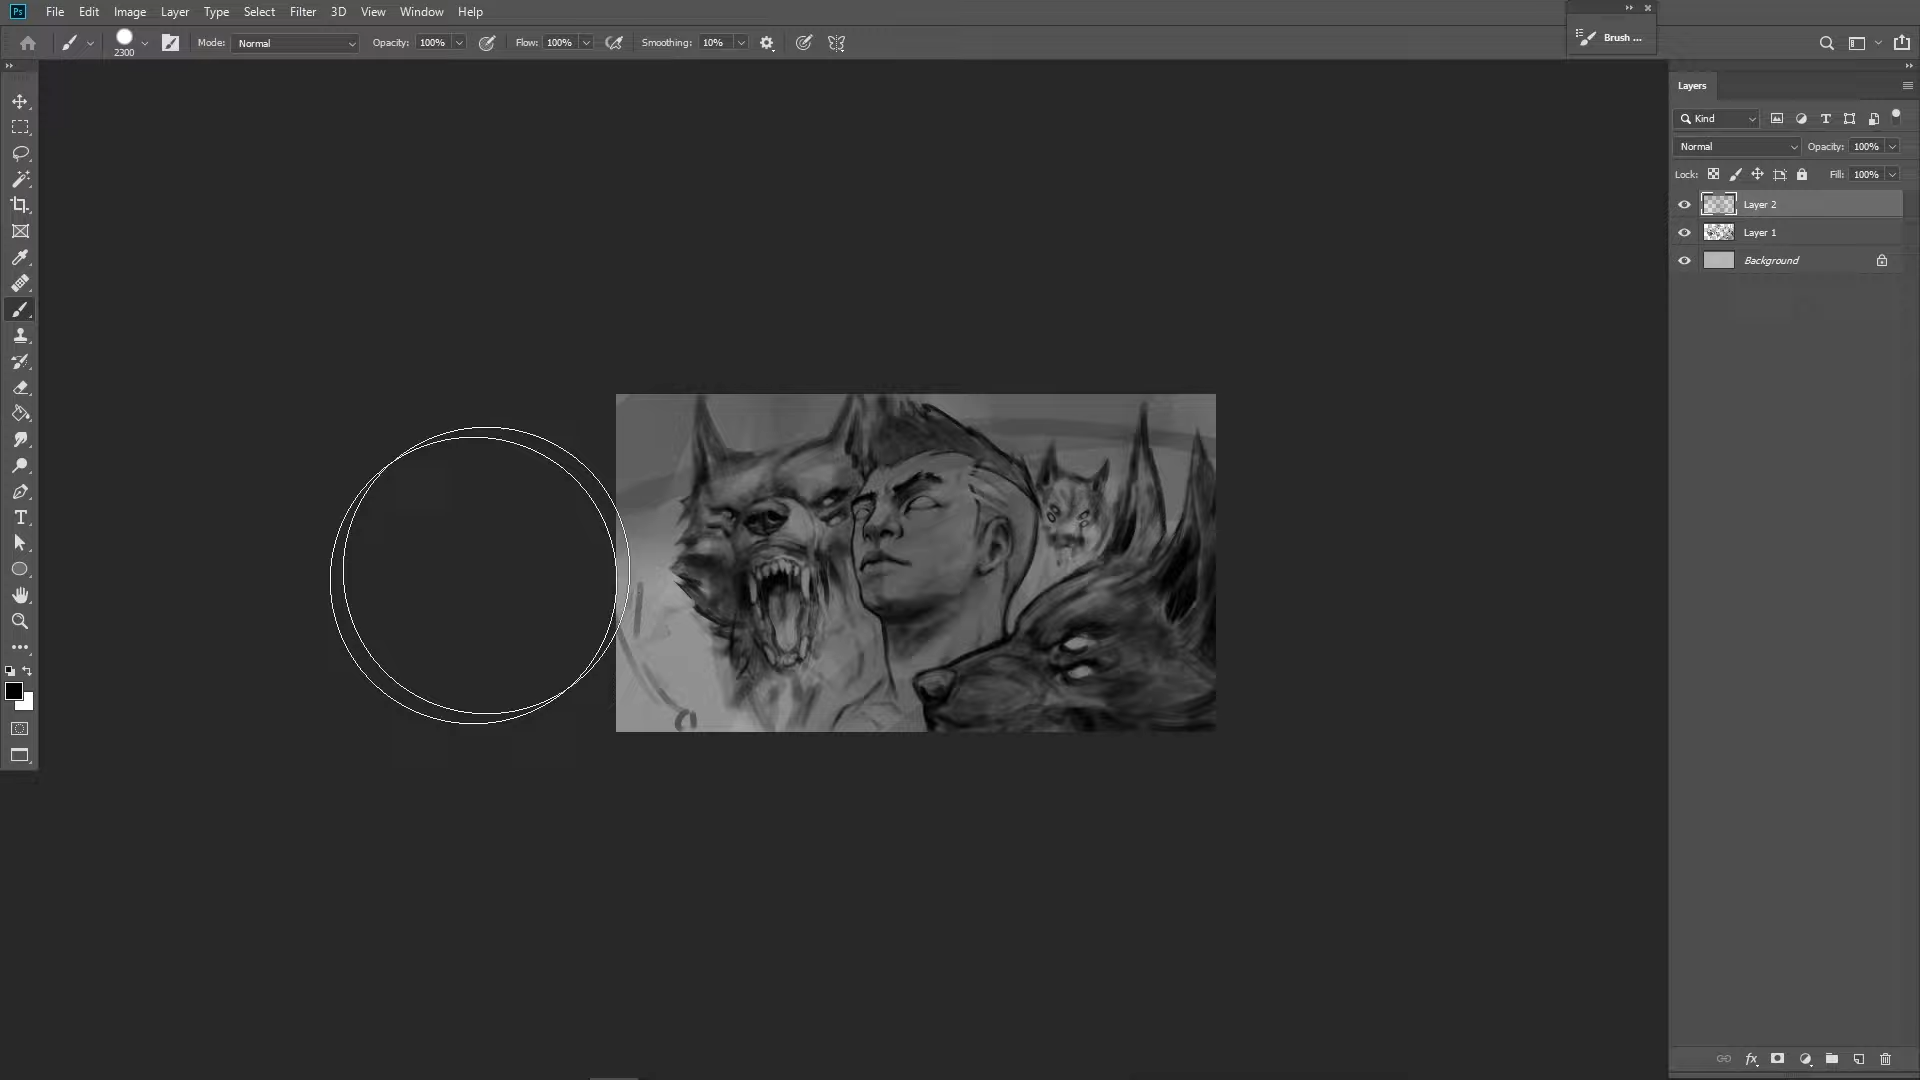 Ps File Edit Image Layer Type Select Filter 3D View Window Help
2300 Mode: Normal Opacity: 100% Flow: 100% Smoothing: 10%
Brush ...
Layers
Kind
Normal Opacity: 100%
Lock: Fill: 100%
Layer 2
Layer 1
Background